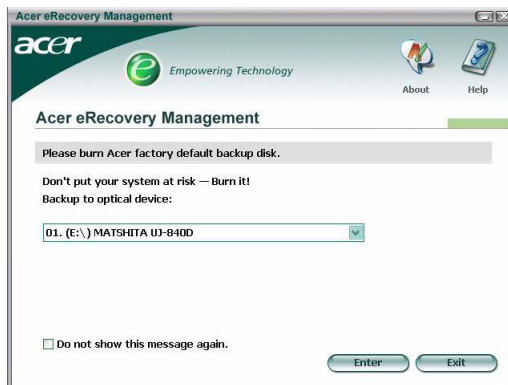 Acer eRecovery Management
acer
e Empowering Technology
About Help
Acer eRecovery Management
Please burn Acer factory default backup disk.
Don't put your system at risk — Burn it!
Backup to optical device:
01. (E:\) MATSHITA UJ-840D
Do not show this message again.
Enter Exit